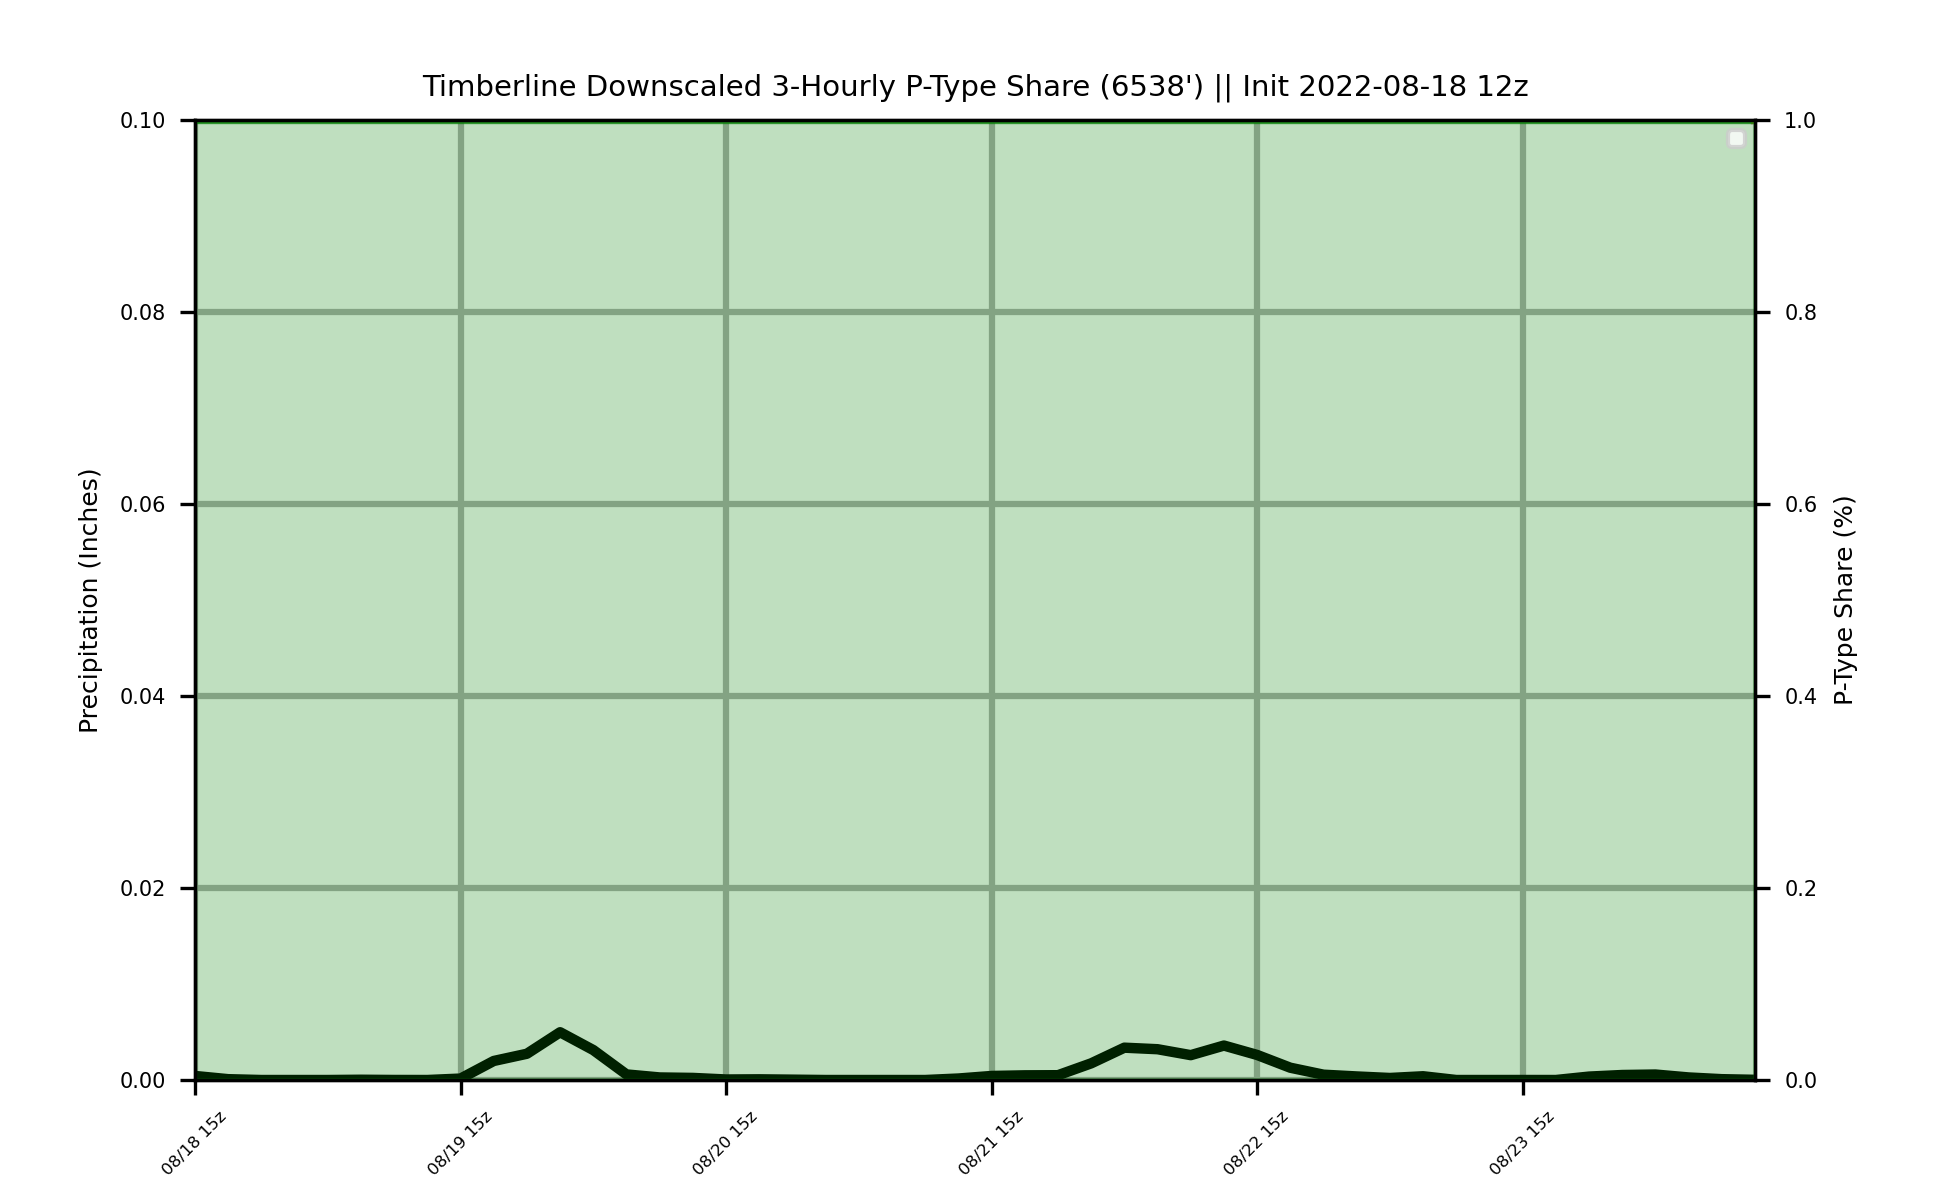 Timberline Downscaled 3-Hourly P-Type Share (6538') || Init 2022-08-18 12z
0.10
0.08
0.06
0.04
0.02
0.00
Precipitation (Inches)
1.0
0.8
0.6
0.4
0.2
0.0
P-Type Share (%)
08/18 15z
08/19 15z
08/20 15z
08/21 15z
08/22 15z
08/23 15z